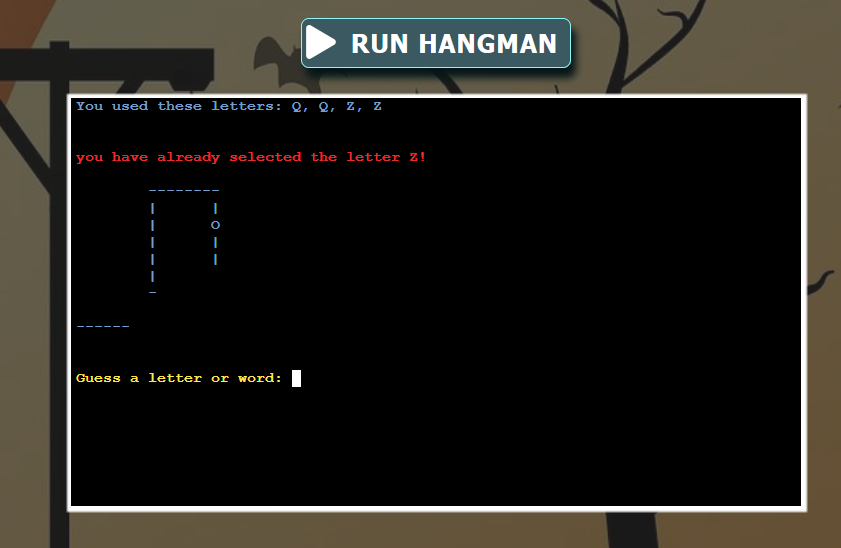 RUN HANGMAN
You used these letters: Q, Q, Z, Z
you have already selected the letter Z!
--------
|      |
|      O
|      |
|      |
|
-
------
Guess a letter or word: